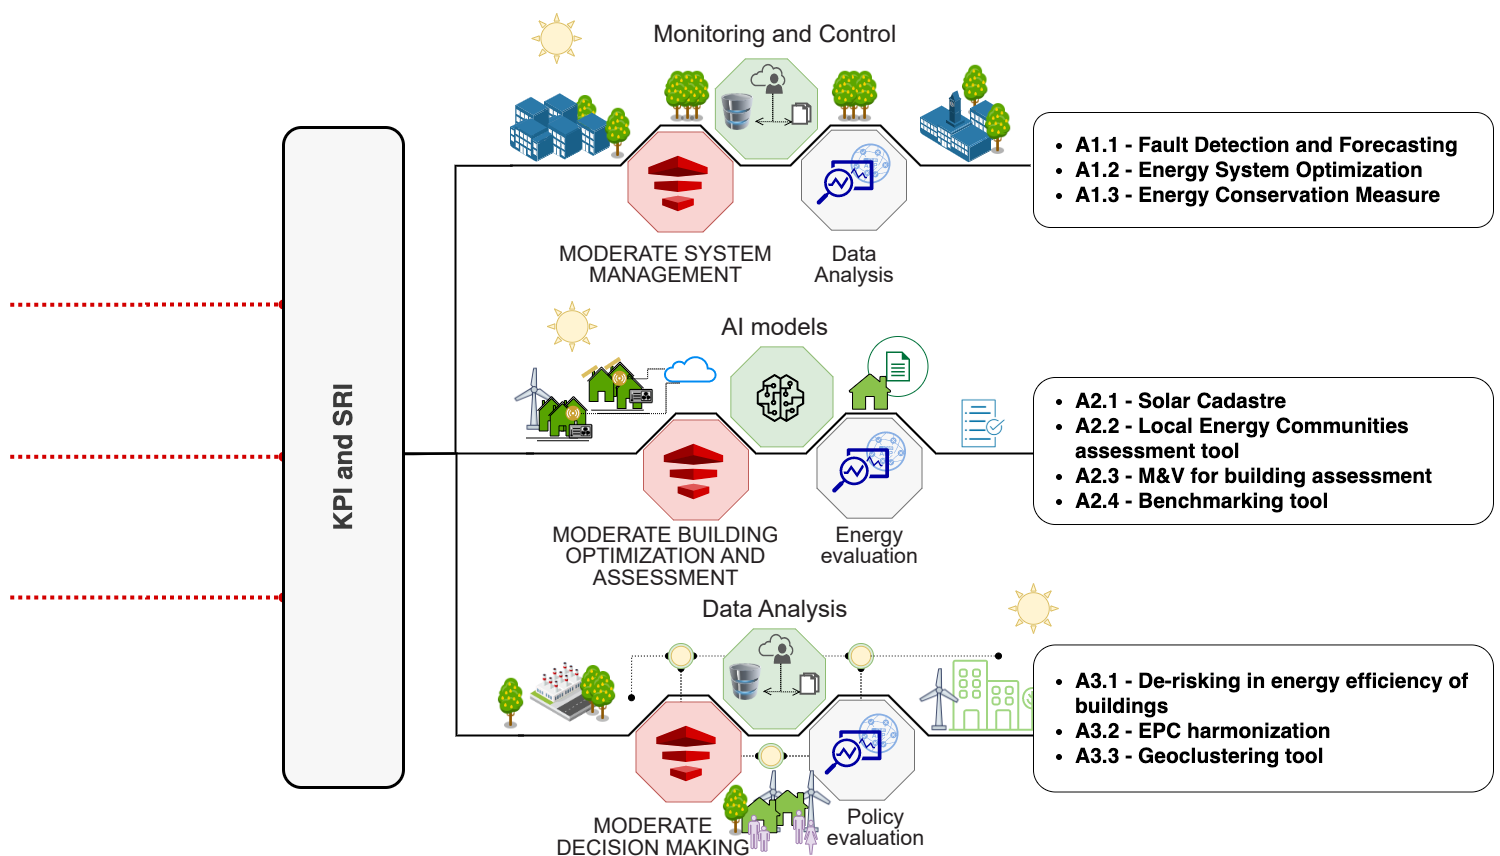 KPI and SRI
Monitoring and Control
MODERATE SYSTEM
MANAGEMENT
Data
Analysis
• A1.1 - Fault Detection and Forecasting
• A1.2 - Energy System Optimization
• A1.3 - Energy Conservation Measure
AI models
MODERATE BUILDING
OPTIMIZATION AND
ASSESSMENT
Energy
evaluation
• A2.1 - Solar Cadastre
• A2.2 - Local Energy Communities
assessment tool
• A2.3 - M&V for building assessment
• A2.4 - Benchmarking tool
Data Analysis
MODERATE
DECISION MAKING
Policy
evaluation
• A3.1 - De-risking in energy efficiency of
buildings
• A3.2 - EPC harmonization
• A3.3 - Geoclustering tool